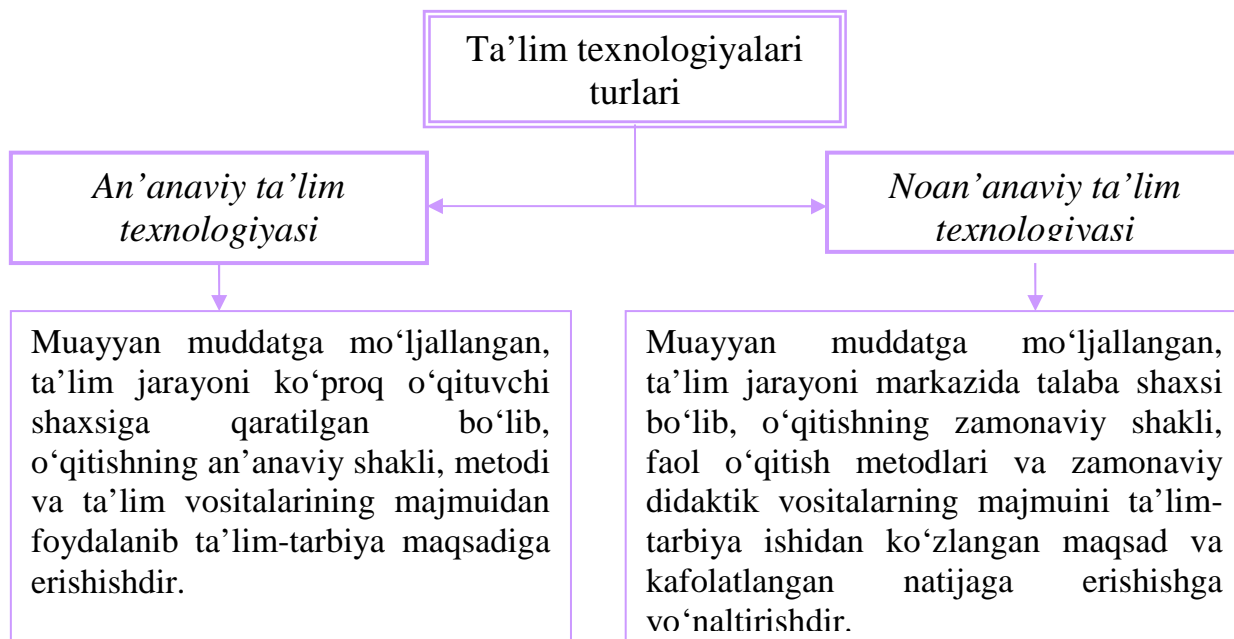 Ta’lim texnologiyalari
turlari
An’anaviy ta’lim
texnologiyasi
Noan’anaviy ta’lim
texnologiyasi
Muayyan muddatga mo‘ljallangan,
ta’lim jarayoni ko‘proq o‘qituvchi
shaxsiga qaratilgan bo‘lib,
o‘qitishning an’anaviy shakli, metodi
va ta’lim vositalarining majmuidan
foydalanib ta’lim-tarbiya maqsadiga
erishishdir.
Muayyan muddatga mo‘ljallangan,
ta’lim jarayoni markazida talaba shaxsi
bo‘lib, o‘qitishning zamonaviy shakli,
faol o‘qitish metodlari va zamonaviy
didaktik vositalarning majmuini ta’lim-
tarbiya ishidan ko‘zlangan maqsad va
kafolatlangan natijaga erishishga
yo‘naltirishdir.